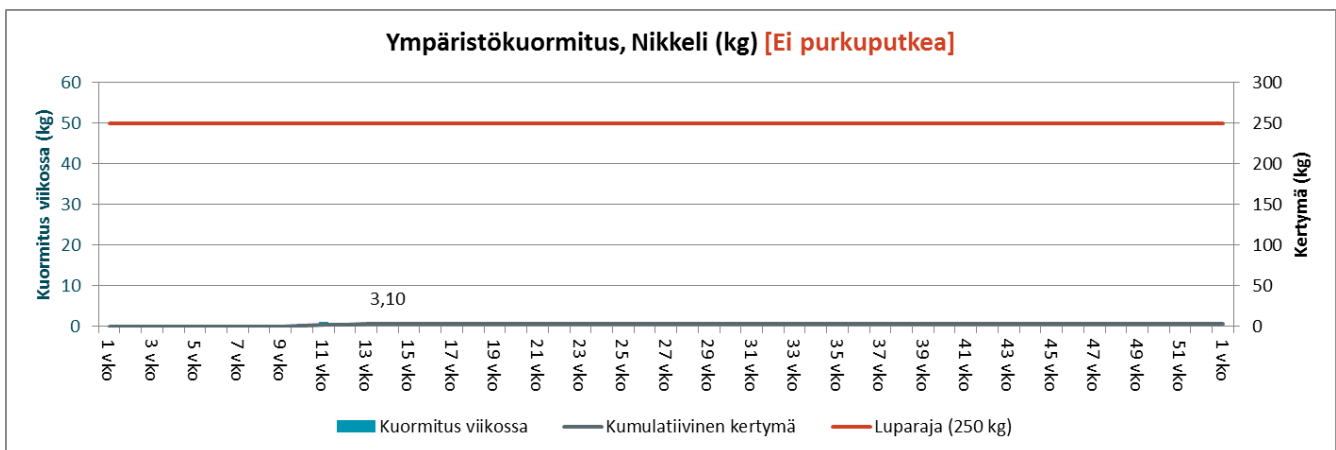 Ympäristökuormitus, Nikkeli (kg) [Ei purkuputkea]
Kuormitus viikossa (kg)
60
50
40
30
20
10
0
3,10
300
250
200
150
100
50
0
Kertymä (kg)
1 vko
3 vko
5 vko
7 vko
9 vko
11 vko
13 vko
15 vko
17 vko
19 vko
21 vko
23 vko
25 vko
27 vko
29 vko
31 vko
33 vko
35 vko
37 vko
39 vko
41 vko
43 vko
45 vko
47 vko
49 vko
51 vko
1 vko
Kuormitus viikossa
Kumulatiivinen kertymä
Luparaja (250 kg)